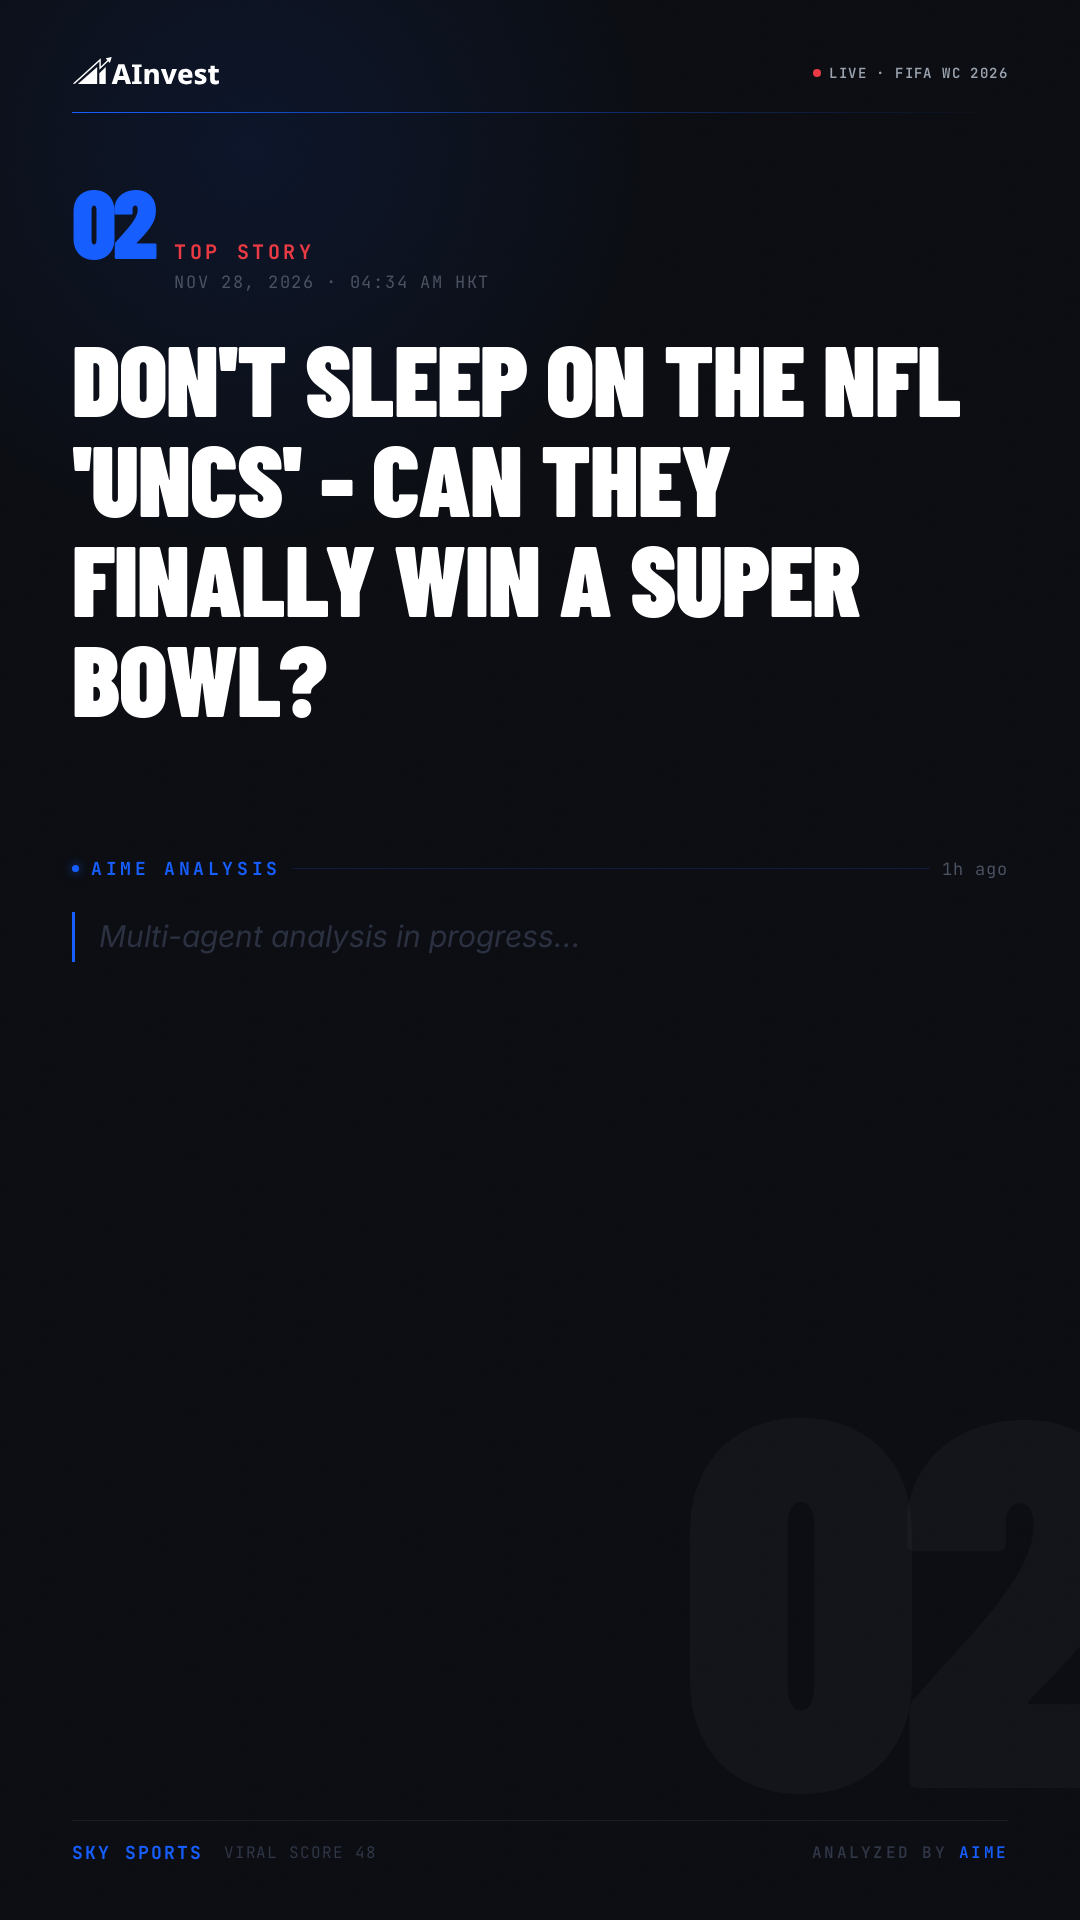 AInvest
LIVE · FIFA WC 2026
02
TOP STORY
NOV 28, 2026 · 04:34 AM HKT
DON'T SLEEP ON THE NFL
'UNCS' - CAN THEY
FINALLY WIN A SUPER
BOWL?
AIME ANALYSIS
1h ago
Multi-agent analysis in progress...
02
SKY SPORTS VIRAL SCORE 48
ANALYZED BY AIME